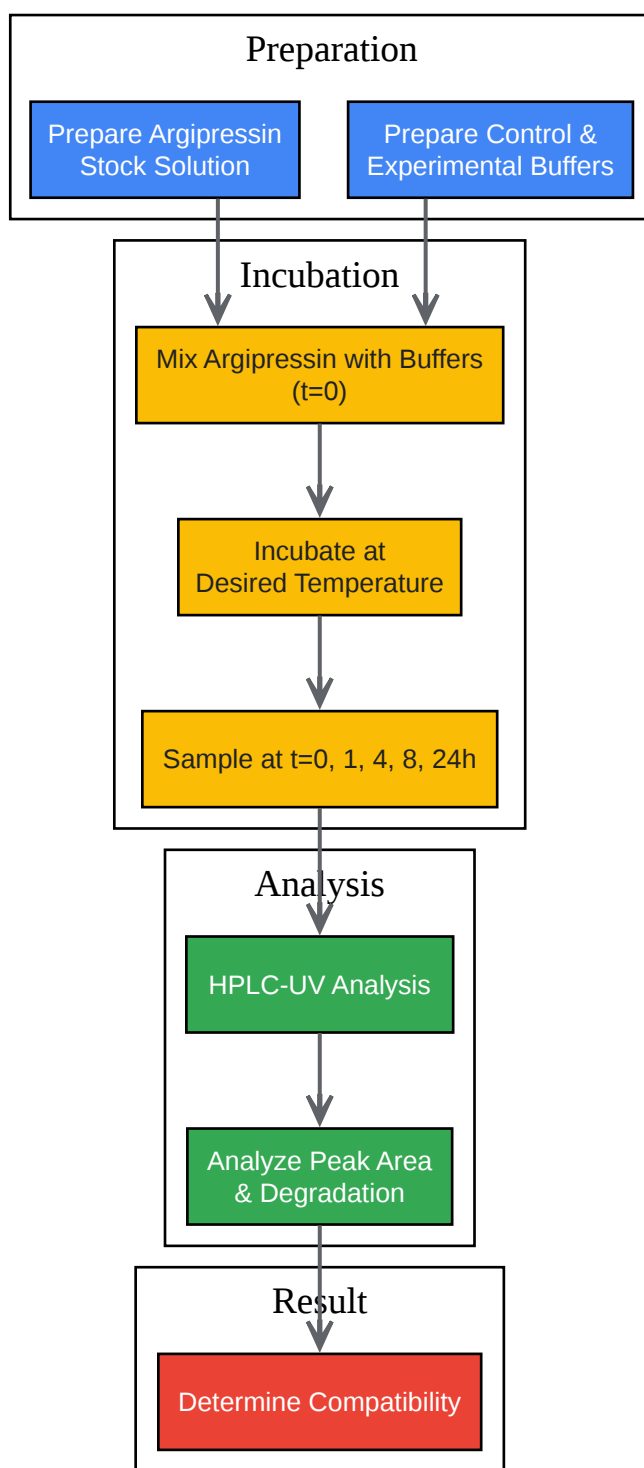 Preparation
Prepare Argipressin
Stock Solution
Prepare Control &
Experimental Buffers
Incubation
Mix Argipressin with Buffers
(t=0)
Incubate at
Desired Temperature
Sample at t=0, 1, 4, 8, 24h
Analysis
HPLC-UV Analysis
Analyze Peak Area
& Degradation
Result
Determine Compatibility